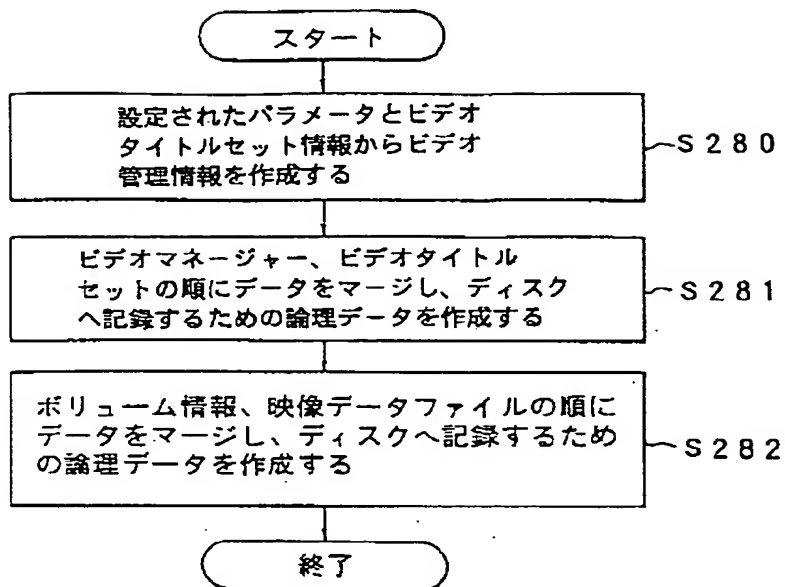 スタート
設定されたパラメータとビデオ
タイトルセット情報からビデオ
管理情報を作成する
S280
ビデオマネージャー、ビデオタイトル
セットの順にデータをマージし、ディスク
へ記録するための論理データを作成する
S281
ボリューム情報、映像データファイルの順に
データをマージし、ディスクへ記録するため
の論理データを作成する
S282
終了